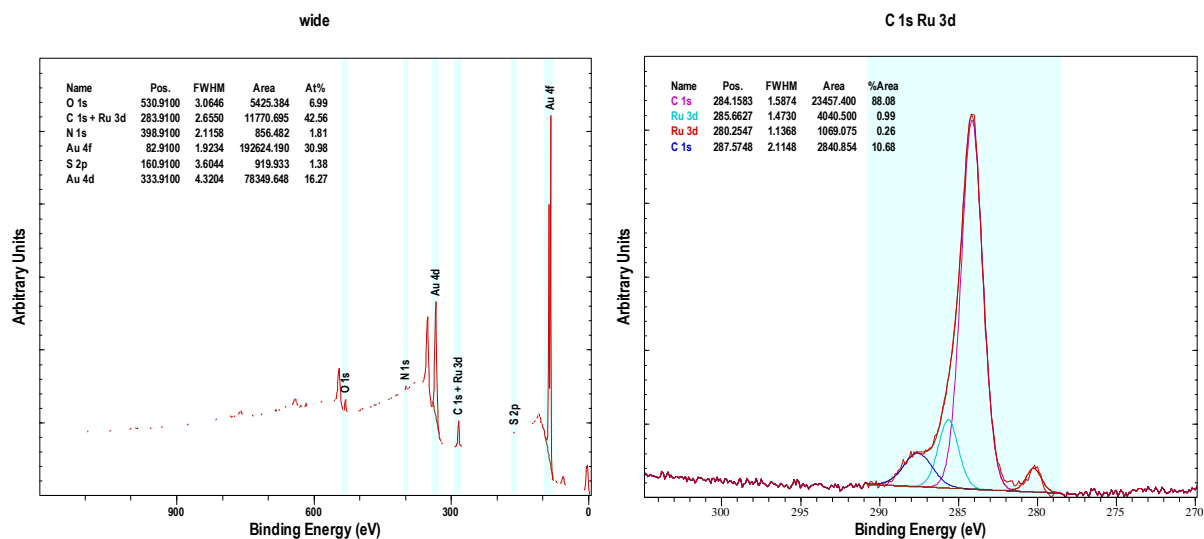 wide
Name Pos. FWHM Area At%
O 1s 530.9100 3.0646 5425.384 6.99
C 1s + Ru 3d 283.9100 2.6550 11770.695 42.56
N 1s 398.9100 2.1158 856.482 1.81
Au 4f 82.9100 1.9234 192624.190 30.98
S 2p 160.9100 3.6044 919.933 1.38
Au 4d 333.9100 4.3204 78349.648 16.27
O 1s
N 1s
Au 4d
C 1s + Ru 3d
S 2p
Au 4f
Arbitrary Units
900 600 300 0
Binding Energy (eV)
C 1s Ru 3d
Name Pos. FWHM Area %Area
C 1s 284.1583 1.5874 23457.400 88.08
Ru 3d 285.6627 1.4730 4040.500 0.99
Ru 3d 280.2547 1.1368 1069.075 0.26
C 1s 287.5748 2.1148 2840.854 10.68
Arbitrary Units
300 295 290 285 280 275 270
Binding Energy (eV)